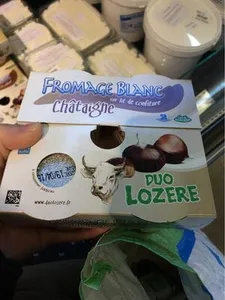 FROMAGE BLANC
sur lit de confiture
Châtaigne
DUO
LOZERE
www.duolozere.fr